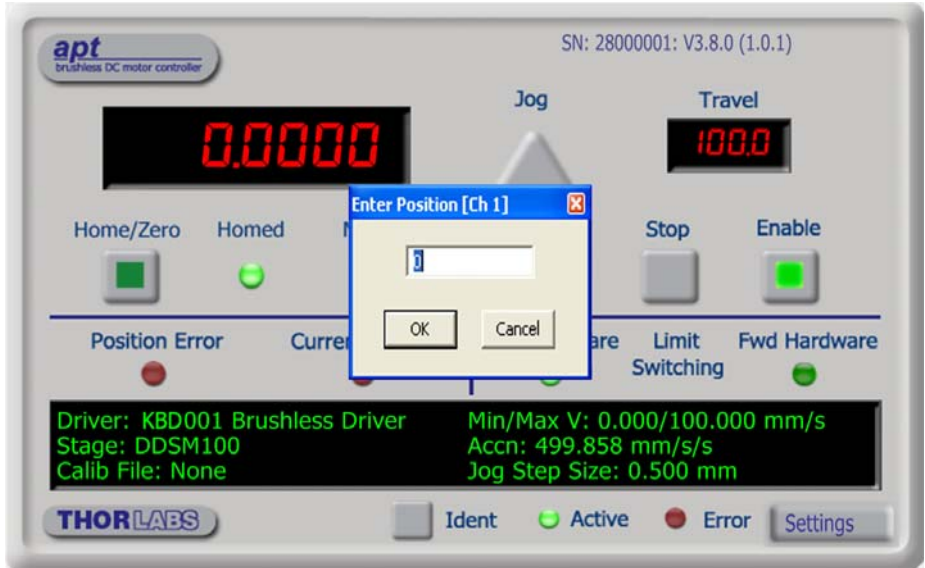 apt
brushless DC motor controller
SN: 28000001: V3.8.0 (1.0.1)
Jog
Travel
0.0000
100.0
Enter Position [Ch 1]
0
OK
Cancel
Home/Zero
Homed
Stop
Enable
Position Error
Limit
Switching
Fwd Hardware
Driver: KBD001 Brushless Driver
Stage: DDSM100
Calib File: None
Min/Max V: 0.000/100.000 mm/s
Accn: 499.858 mm/s/s
Jog Step Size: 0.500 mm
THORLABS
Ident
Active
Error
Settings